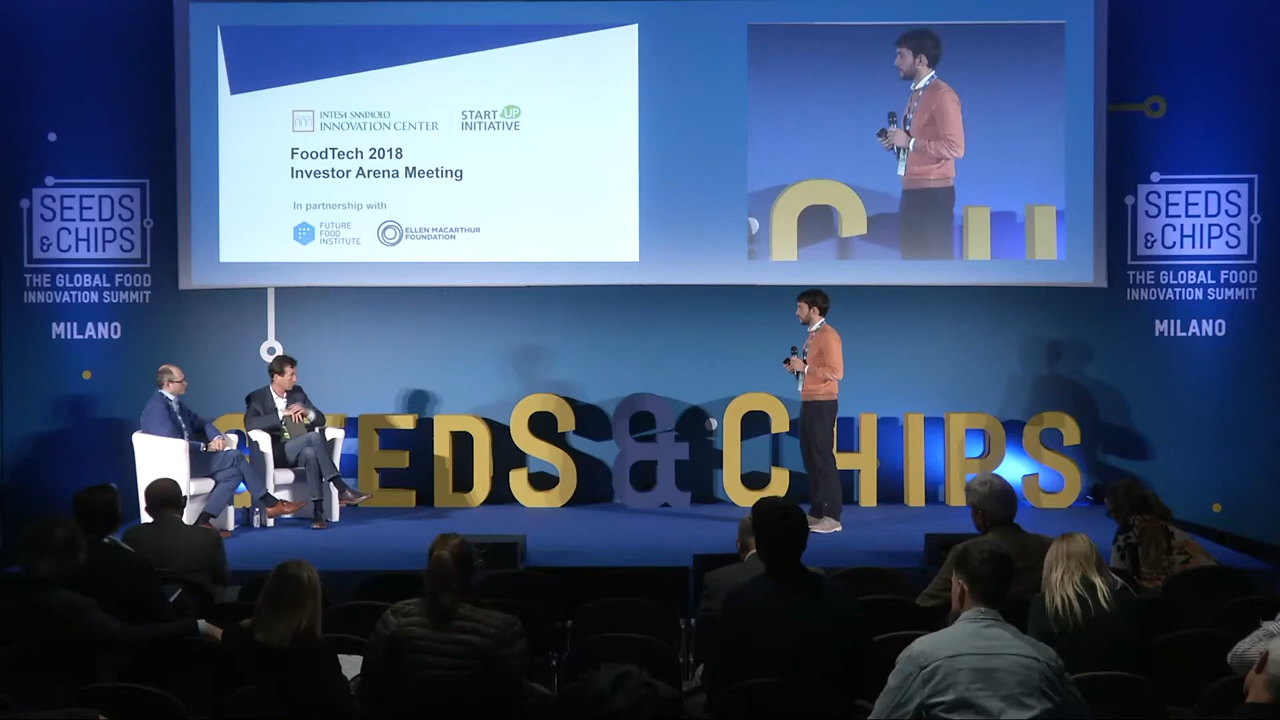 INTESA SANPAOLO
INNOVATION CENTER
START UP
INITIATIVE
FoodTech 2018
Investor Arena Meeting
In partnership with
FUTURE
FOOD
INSTITUTE
ELLEN MACARTHUR
FOUNDATION
SEEDS
&CHIPS
THE GLOBAL FOOD
INNOVATION SUMMIT
MILANO
SEEDS
&CHIPS
THE GLOBAL FOOD
INNOVATION SUMMIT
MILANO
SEEDS & CHIPS